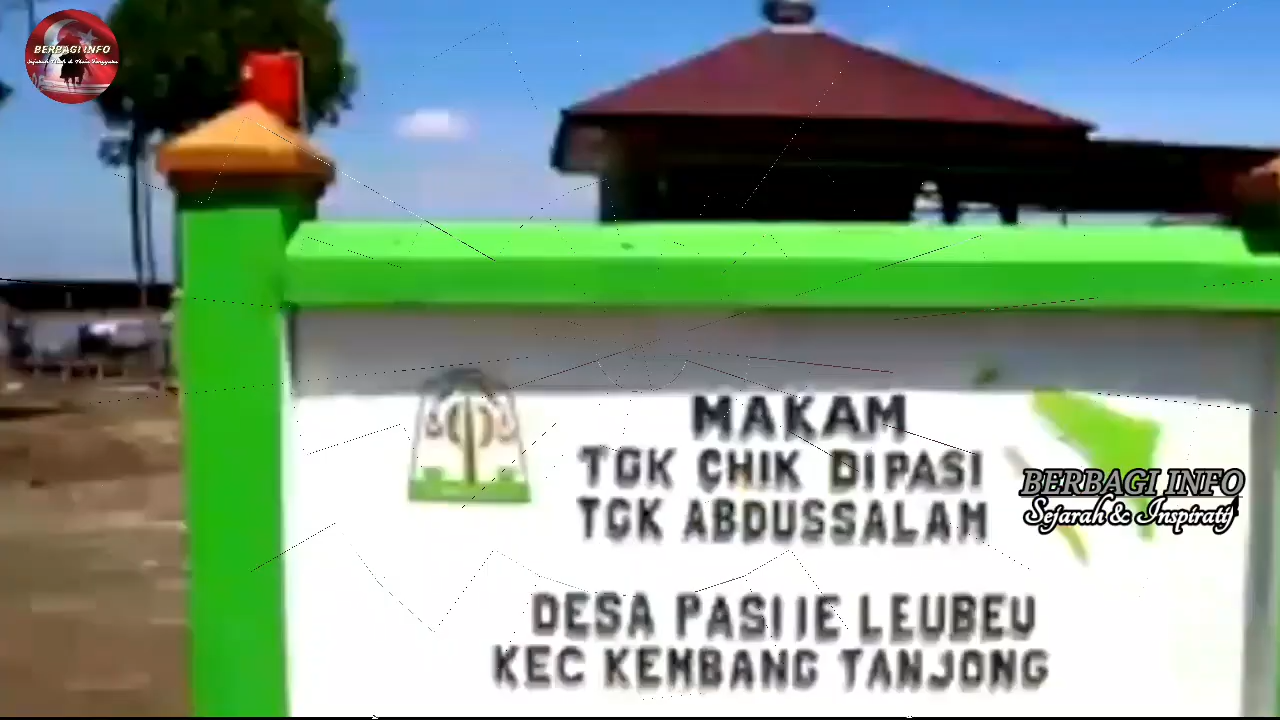 BERBAGI INFO
MAKAM
TGK CHIK DIPASI
TGK ABDUSSALAM
DESA PASI IE LEUBEU
KEC KEMBANG TANJONG
BERBAGI INFO
Sejarah & Inspiratif